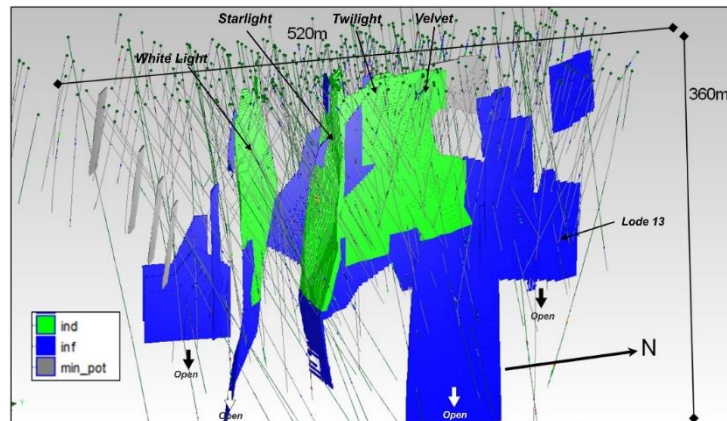 Starlight
Twilight
Velvet
520m
White Light
360m
Lode 13
ind
inf
min_pot
Open
Open
Open
Open
N